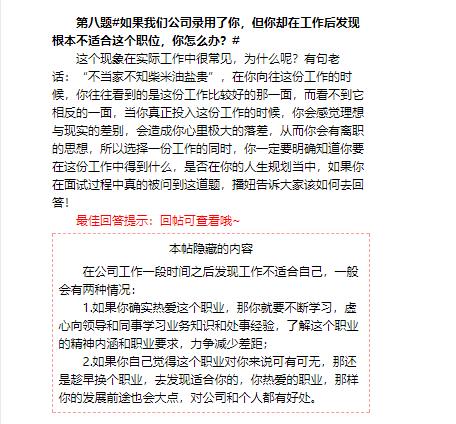 第八题#如果我们公司录用了你，但你却在工作后发现
根本不适合这个职位，你怎么办？#
这个现象在实际工作中很常见，为什么呢？有句老
话：“不当家不知柴米油盐贵”，在你向往这份工作的时
候，你往往看到的是这份工作比较好的那一面，而看不到它
相反的一面，当你真正投入这份工作的时候，你会感觉理想
与现实的差别，会造成你心里极大的落差，从而你会有离职
的思想，所以选择一份工作的同时，你一定要明确知道你要
在这份工作中得到什么，是否在你的人生规划当中，如果你
在面试过程中真的被问到这道题，播妞告诉大家该如何去回
答！
最佳回答提示：回帖可查看哦~
本帖隐藏的内容
在公司工作一段时间之后发现工作不适合自己，一般
会有两种情况：
1.如果你确实热爱这个职业，那你就要不断学习，虚
心向领导和同事学习业务知识和处事经验，了解这个职业
的精神内涵和职业要求，力争减少差距；
2.如果你自己觉得这个职业对你来说可有可无，那还
是趁早换个职业，去发现适合你的，你热爱的职业，那样
你的发展前途也会大点，对公司和个人都有好处。